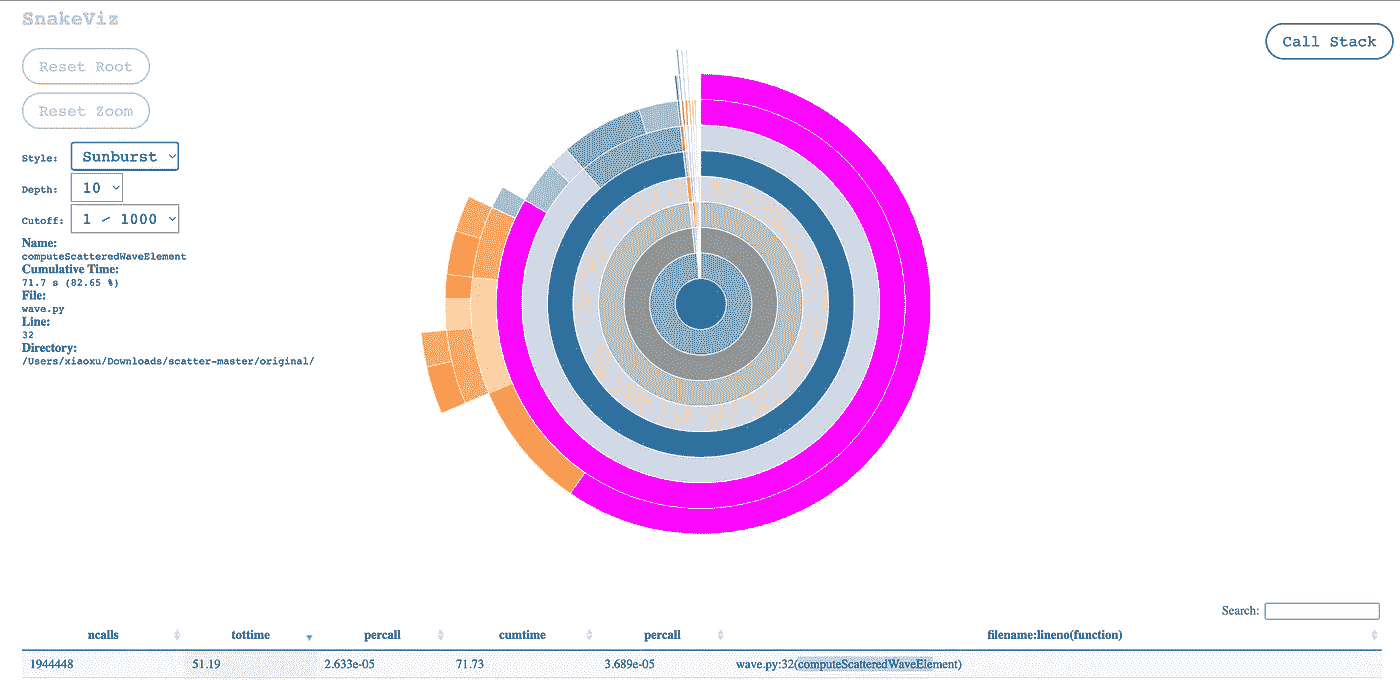 SnakeViz
Call Stack
Reset Root
Reset Zoom
Style: Sunburst
Depth: 10
Cutoff: 1 / 1000
Name:
computeScatteredWaveElement
Cumulative Time:
71.7 s (82.65 %)
File:
wave.py
Line:
32
Directory:
/Users/xiaoxu/Downloads/scatter-master/original/
Search:
ncalls tottime percall cumtime percall filename:lineno(function)
1944448 51.19 2.633e-05 71.73 3.689e-05 wave.py:32(computeScatteredWaveElement)